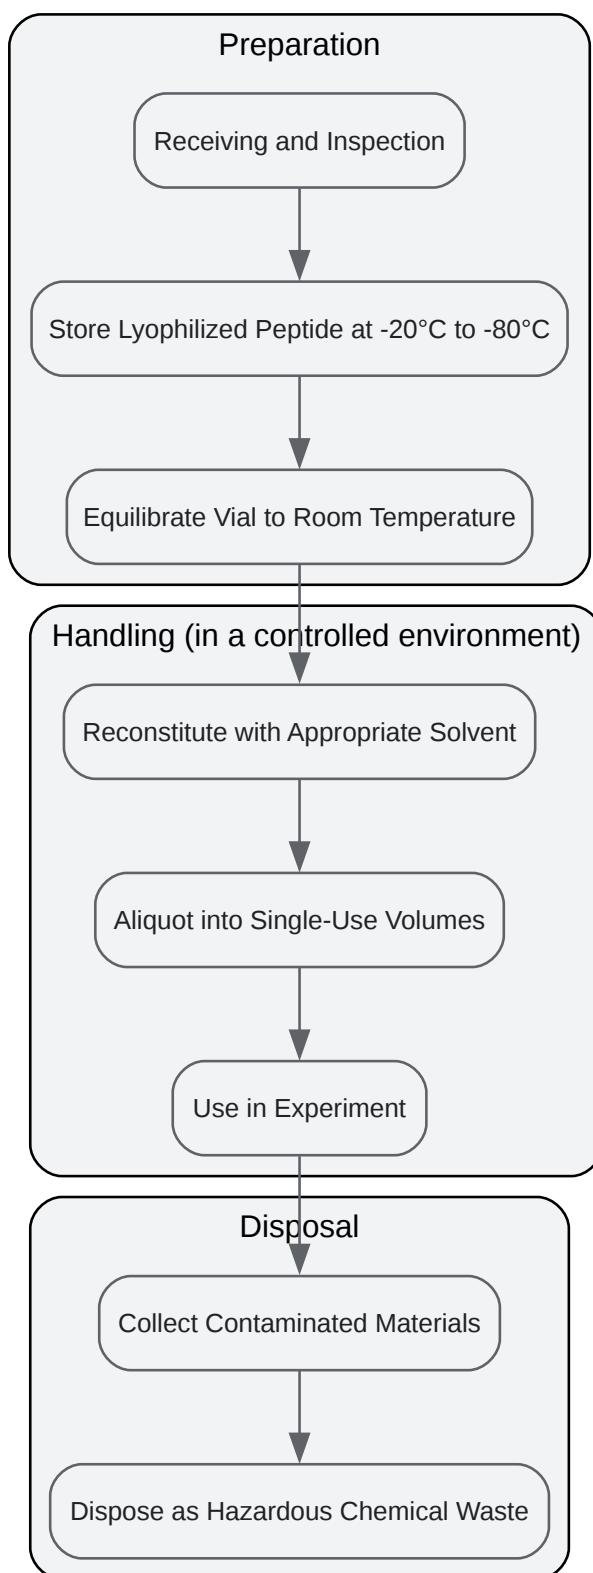 Preparation
Receiving and Inspection
Store Lyophilized Peptide at -20°C to -80°C
Equilibrate Vial to Room Temperature
Handling (in a controlled environment)
Reconstitute with Appropriate Solvent
Aliquot into Single-Use Volumes
Use in Experiment
Disposal
Collect Contaminated Materials
Dispose as Hazardous Chemical Waste